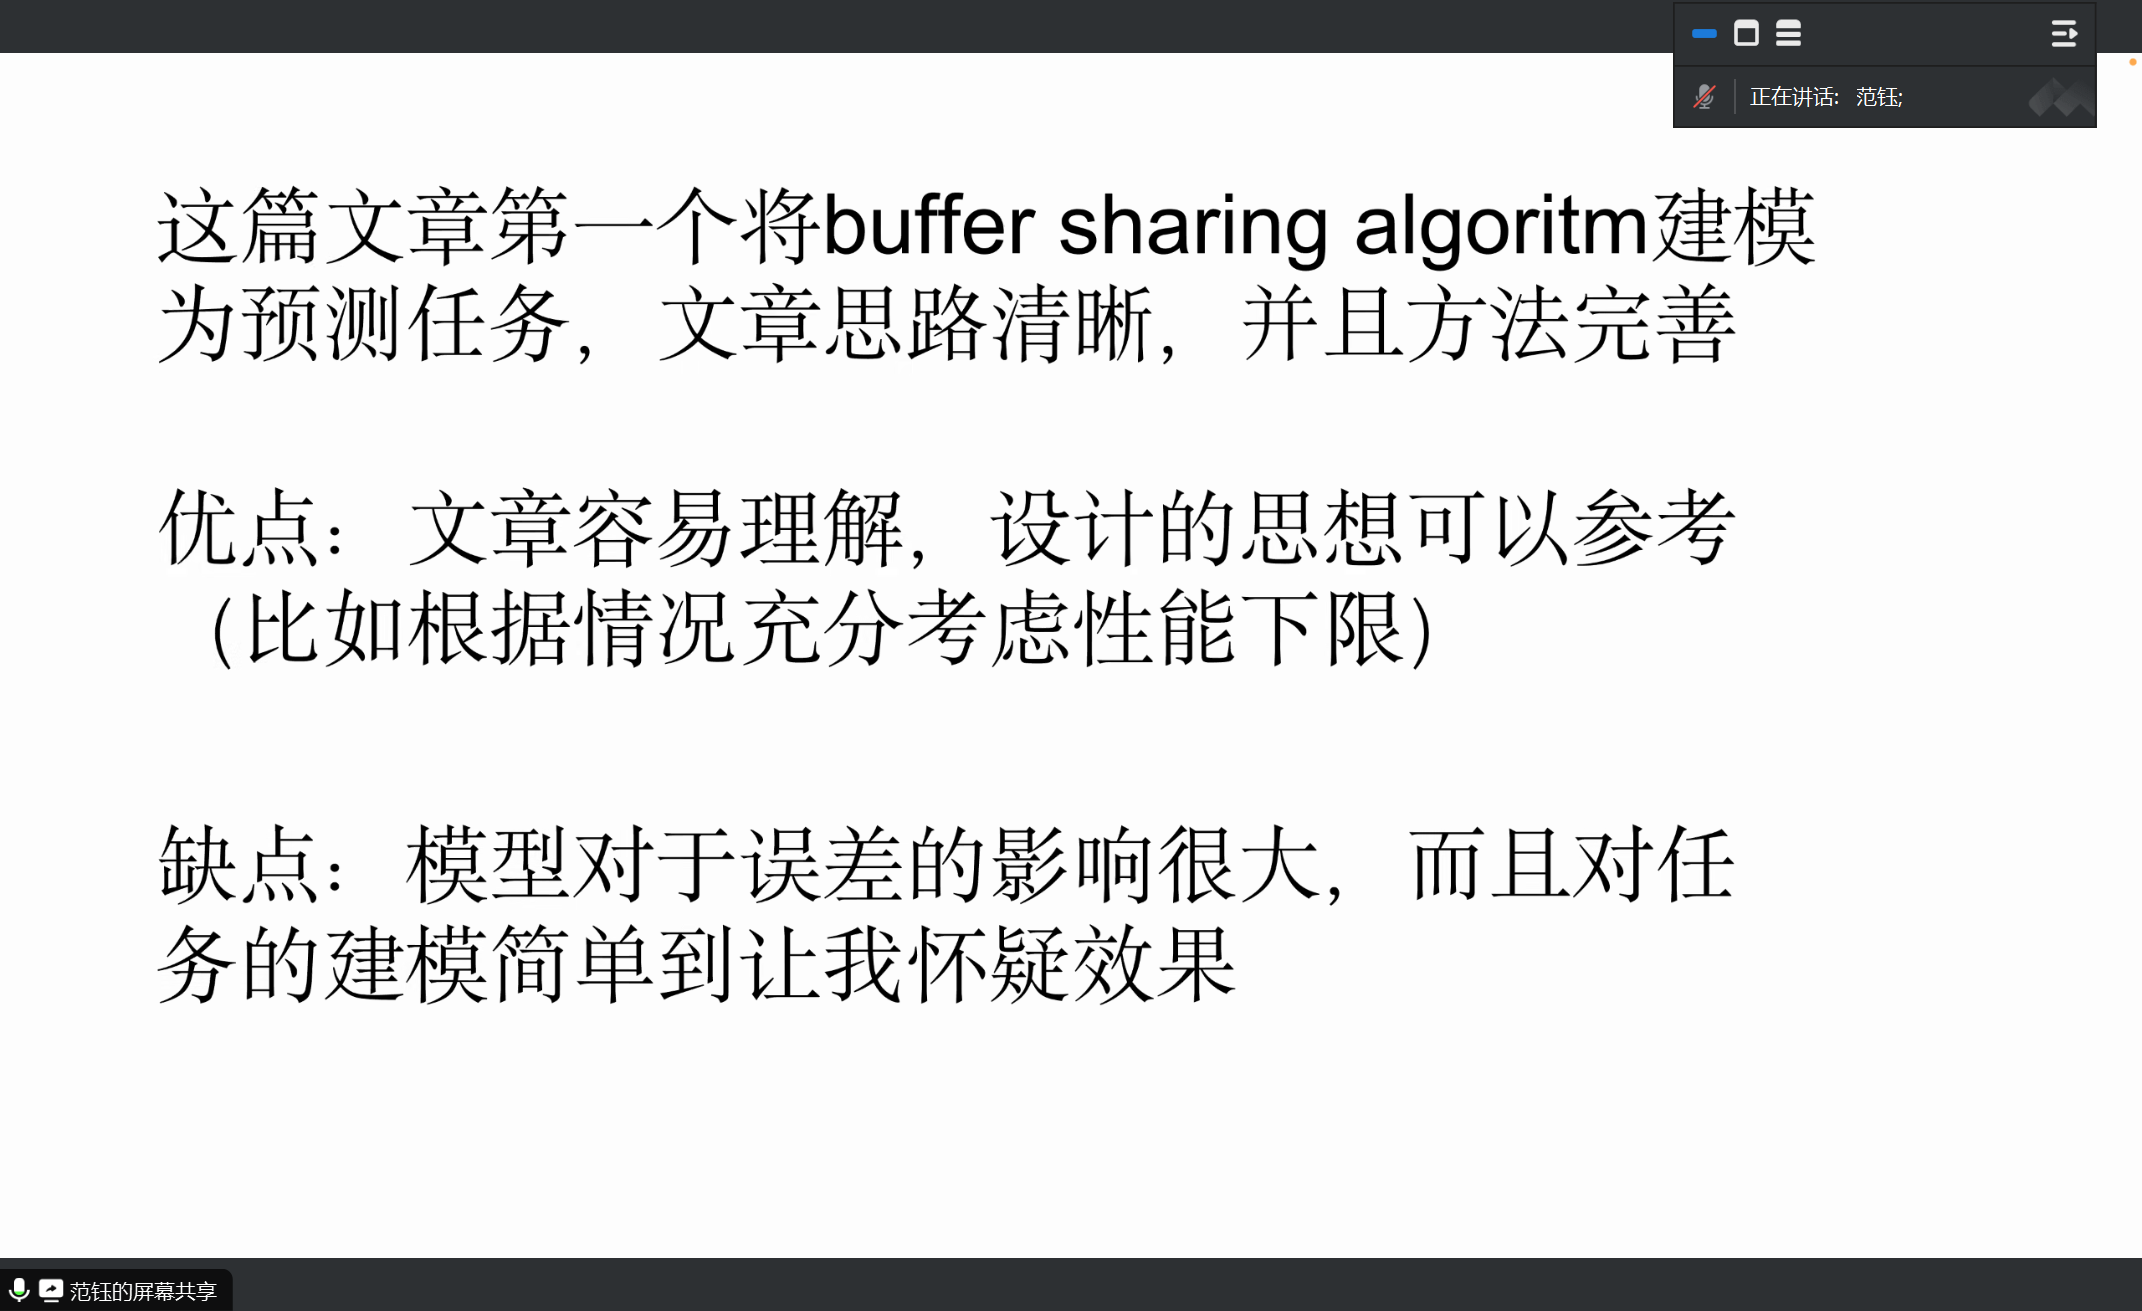 正在讲话: 范钰;
这篇文章第一个将buffer sharing algoritm建模
为预测任务，文章思路清晰，并且方法完善
优点：文章容易理解，设计的思想可以参考
（比如根据情况充分考虑性能下限）
缺点：模型对于误差的影响很大，而且对任
务的建模简单到让我怀疑效果
范钰的屏幕共享